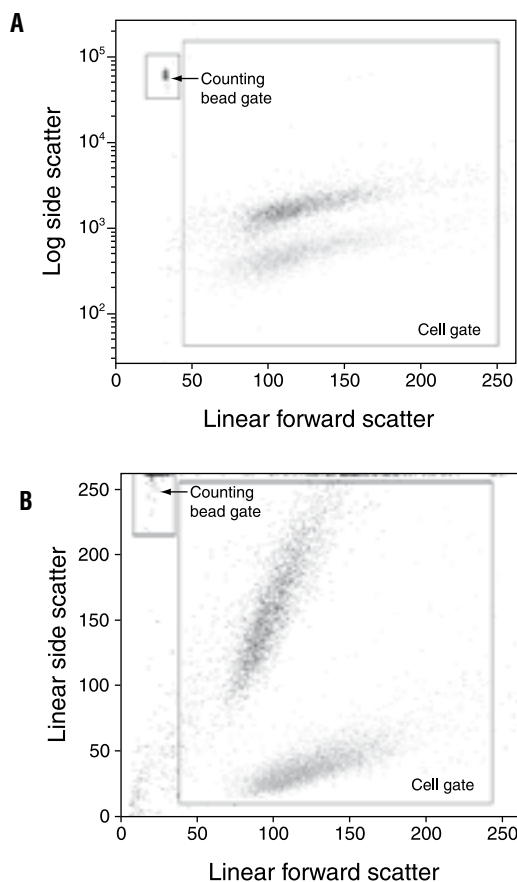 A
Log side scatter
10⁵
10⁴
10³
10²
Counting
bead gate
Cell gate
0
50
100
150
200
250
Linear forward scatter
B
Linear side scatter
250
200
150
100
50
0
Counting
bead gate
Cell gate
0
50
100
150
200
250
Linear forward scatter